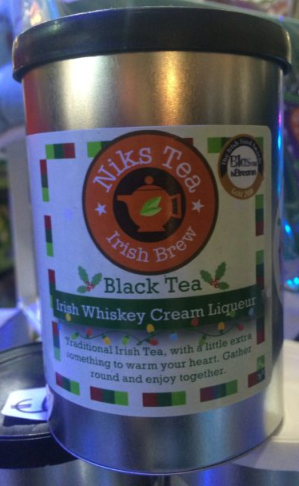 Niks Tea
Irish Brew
Black Tea
Irish Whiskey Cream Liqueur
Traditional Irish Tea, with a little extra
something to warm your heart. Gather
round and enjoy together.
€